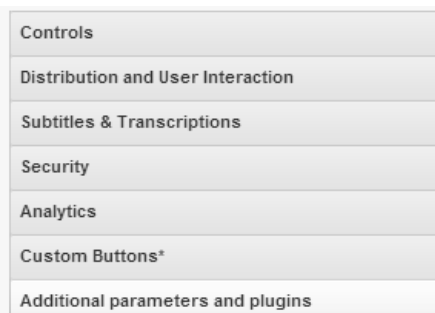 Controls
Distribution and User Interaction
Subtitles & Transcriptions
Security
Analytics
Custom Buttons*
Additional parameters and plugins